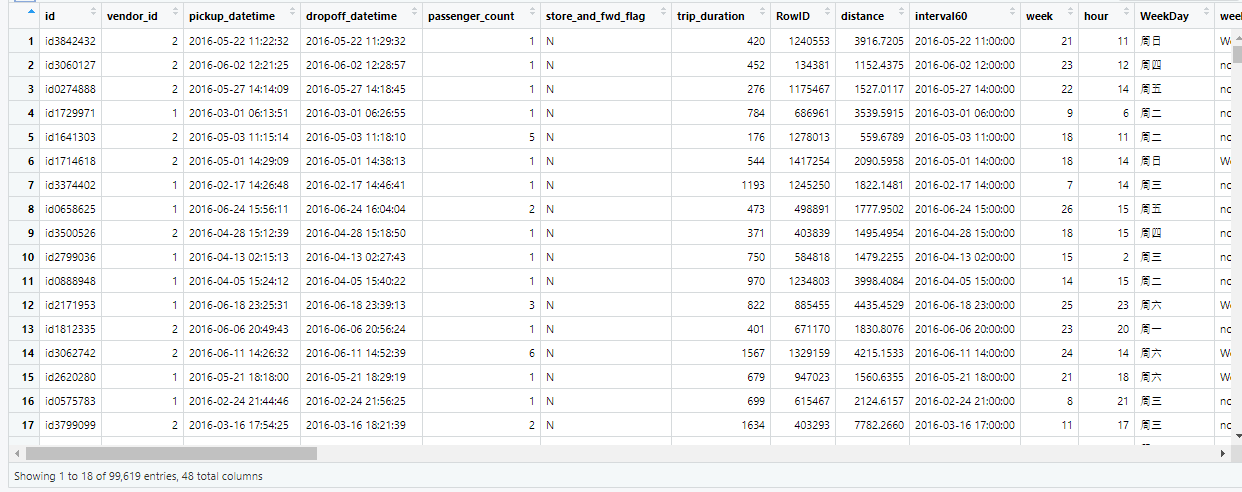 id vendor_id pickup_datetime dropoff_datetime passenger_count store_and_fwd_flag trip_duration RowID distance interval60 week hour WeekDay week
1 id3842432 2 2016-05-22 11:22:32 2016-05-22 11:29:32 1 N 420 1240553 3916.7205 2016-05-22 11:00:00 21 11 周日 We
2 id3060127 2 2016-06-02 12:21:25 2016-06-02 12:28:57 1 N 452 134381 1152.4375 2016-06-02 12:00:00 23 12 周四 no
3 id0274888 2 2016-05-27 14:14:09 2016-05-27 14:18:45 1 N 276 1175467 1527.0117 2016-05-27 14:00:00 22 14 周五 no
4 id1729971 1 2016-03-01 06:13:51 2016-03-01 06:26:55 1 N 784 686961 3539.5915 2016-03-01 06:00:00 9 6 周二 no
5 id1641303 2 2016-05-03 11:15:14 2016-05-03 11:18:10 5 N 176 1278013 559.6789 2016-05-03 11:00:00 18 11 周二 no
6 id1714618 2 2016-05-01 14:29:09 2016-05-01 14:38:13 1 N 544 1417254 2090.5958 2016-05-01 14:00:00 18 14 周日 We
7 id3374402 1 2016-02-17 14:26:48 2016-02-17 14:46:41 1 N 1193 1245250 1822.1481 2016-02-17 14:00:00 7 14 周三 no
8 id0658625 1 2016-06-24 15:56:11 2016-06-24 16:04:04 2 N 473 498891 1777.9502 2016-06-24 15:00:00 26 15 周五 no
9 id3500526 2 2016-04-28 15:12:39 2016-04-28 15:18:50 1 N 371 403839 1495.4954 2016-04-28 15:00:00 18 15 周四 no
10 id2799036 1 2016-04-13 02:15:13 2016-04-13 02:27:43 1 N 750 584818 1479.2255 2016-04-13 02:00:00 15 2 周三 no
11 id0888948 1 2016-04-05 15:24:12 2016-04-05 15:40:22 1 N 970 1234803 3998.4084 2016-04-05 15:00:00 14 15 周二 no
12 id2171953 1 2016-06-18 23:25:31 2016-06-18 23:39:13 3 N 822 885455 4435.4529 2016-06-18 23:00:00 25 23 周六 We
13 id1812335 2 2016-06-06 20:49:43 2016-06-06 20:56:24 1 N 401 671170 1830.8076 2016-06-06 20:00:00 23 20 周一 no
14 id3062742 2 2016-06-11 14:26:32 2016-06-11 14:52:39 6 N 1567 1329159 4215.1533 2016-06-11 14:00:00 24 14 周六 We
15 id2620280 1 2016-05-21 18:18:00 2016-05-21 18:29:19 1 N 679 947023 1560.6355 2016-05-21 18:00:00 21 18 周六 We
16 id0575783 1 2016-02-24 21:44:46 2016-02-24 21:56:25 1 N 699 615467 2124.6157 2016-02-24 21:00:00 8 21 周三 no
17 id3799099 2 2016-03-16 17:54:25 2016-03-16 18:21:39 2 N 1634 403293 7782.2660 2016-03-16 17:00:00 11 17 周三 no
Showing 1 to 18 of 99,619 entries, 48 total columns